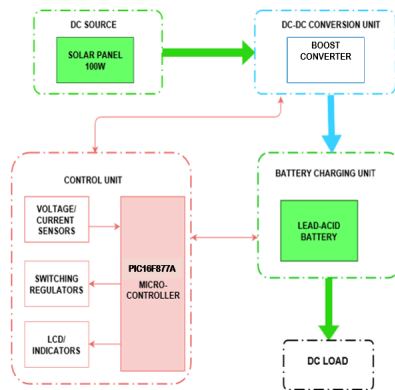 DC SOURCE
SOLAR PANEL
100W
DC-DC CONVERSION UNIT
BOOST
CONVERTER
CONTROL UNIT
VOLTAGE/
CURRENT
SENSORS
SWITCHING
REGULATORS
LCD/
INDICATORS
PIC16F877A
MICRO-
CONTROLLER
BATTERY CHARGING UNIT
LEAD-ACID
BATTERY
DC LOAD